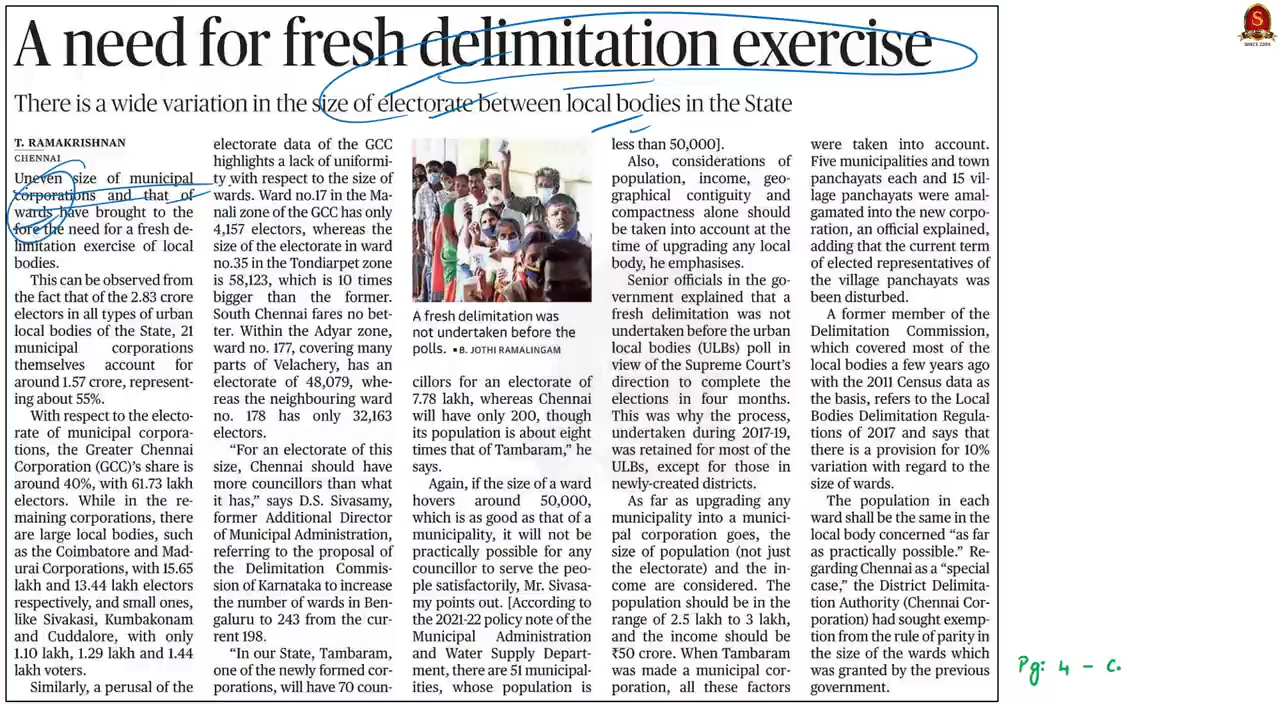 A need for fresh delimitation exercise
There is a wide variation in the size of electorate between local bodies in the State
T. RAMAKRISHNAN
CHENNAI
Uneven size of municipal
corporations and that of
wards have brought to the
fore the need for a fresh de-
limitation exercise of local
bodies.
This can be observed from
the fact that of the 2.83 crore
electors in all types of urban
local bodies of the State, 21
municipal corporations
themselves account for
around 1.57 crore, represent-
ing about 55%.
With respect to the electo-
rate of municipal corpora-
tions, the Greater Chennai
Corporation (GCC)'s share is
around 40%, with 61.73 lakh
electors. While in the re-
maining corporations, there
are large local bodies, such
as the Coimbatore and Mad-
urai Corporations, with 15.65
lakh and 13.44 lakh electors
respectively, and small ones,
like Sivakasi, Kumbakonam
and Cuddalore, with only
1.10 lakh, 1.29 lakh and 1.44
lakh voters.
Similarly, a perusal of the
electorate data of the GCC
highlights a lack of uniformi-
ty with respect to the size of
wards. Ward no.17 in the Ma-
nali zone of the GCC has only
4,157 electors, whereas the
size of the electorate in ward
no.35 in the Tondiarpet zone
is 58,123, which is 10 times
bigger than the former.
South Chennai fares no bet-
ter. Within the Adyar zone,
ward no. 177, covering many
parts of Velachery, has an
electorate of 48,079, whe-
reas the neighbouring ward
no. 178 has only 32,163
electors.
"For an electorate of this
size, Chennai should have
more councillors than what
it has," says D.S. Sivasamy,
former Additional Director
of Municipal Administration,
referring to the proposal of
the Delimitation Commis-
sion of Karnataka to increase
the number of wards in Ben-
galuru to 243 from the cur-
rent 198.
"In our State, Tambaram,
one of the newly formed cor-
porations, will have 70 coun-
A fresh delimitation was
not undertaken before the
polls. ▪ B. JOTHI RAMALINGAM
cillors for an electorate of
7.78 lakh, whereas Chennai
will have only 200, though
its population is about eight
times that of Tambaram," he
says.
Again, if the size of a ward
hovers around 50,000,
which is as good as that of a
municipality, it will not be
practically possible for any
councillor to serve the peo-
ple satisfactorily, Mr. Sivasa-
my points out. [According to
the 2021-22 policy note of the
Municipal Administration
and Water Supply Depart-
ment, there are 51 municipal-
ities, whose population is
less than 50,000].
Also, considerations of
population, income, geo-
graphical contiguity and
compactness alone should
be taken into account at the
time of upgrading any local
body, he emphasises.
Senior officials in the go-
vernment explained that a
fresh delimitation was not
undertaken before the urban
local bodies (ULBs) poll in
view of the Supreme Court's
direction to complete the
elections in four months.
This was why the process,
undertaken during 2017-19,
was retained for most of the
ULBs, except for those in
newly-created districts.
As far as upgrading any
municipality into a munici-
pal corporation goes, the
size of population (not just
the electorate) and the in-
come are considered. The
population should be in the
range of 2.5 lakh to 3 lakh,
and the income should be
₹50 crore. When Tambaram
was made a municipal cor-
poration, all these factors
were taken into account.
Five municipalities and town
panchayats each and 15 vil-
lage panchayats were amal-
gamated into the new corpo-
ration, an official explained,
adding that the current term
of elected representatives of
the village panchayats was
been disturbed.
A former member of the
Delimitation Commission,
which covered most of the
local bodies a few years ago
with the 2011 Census data as
the basis, refers to the Local
Bodies Delimitation Regula-
tions of 2017 and says that
there is a provision for 10%
variation with regard to the
size of wards.
The population in each
ward shall be the same in the
local body concerned "as far
as practically possible." Re-
garding Chennai as a "special
case," the District Delimita-
tion Authority (Chennai Cor-
poration) had sought exemp-
tion from the rule of parity in
the size of the wards which
was granted by the previous
government.
S
SINCE 2004
Pg: 4 - C.